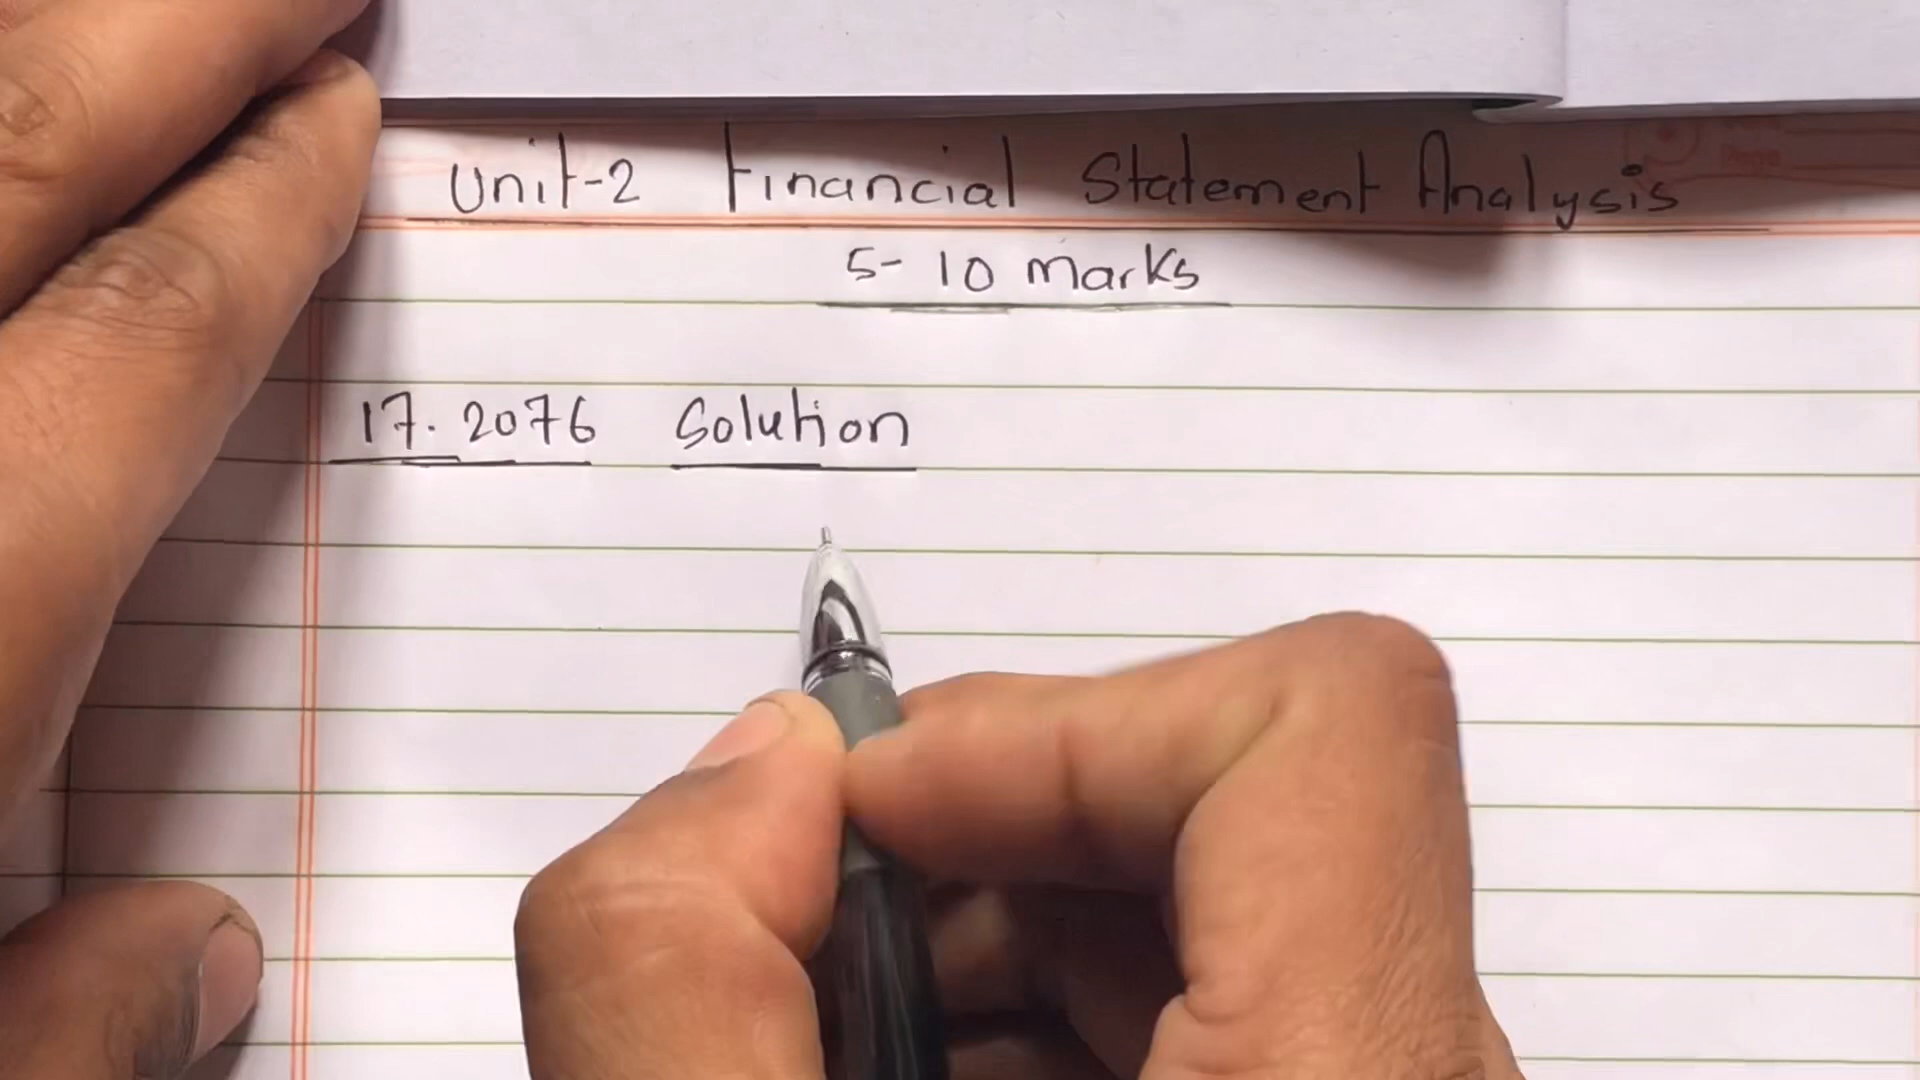 Unit-2 Financial Statement Analysis
5-10 marks
17. 2076 Solution